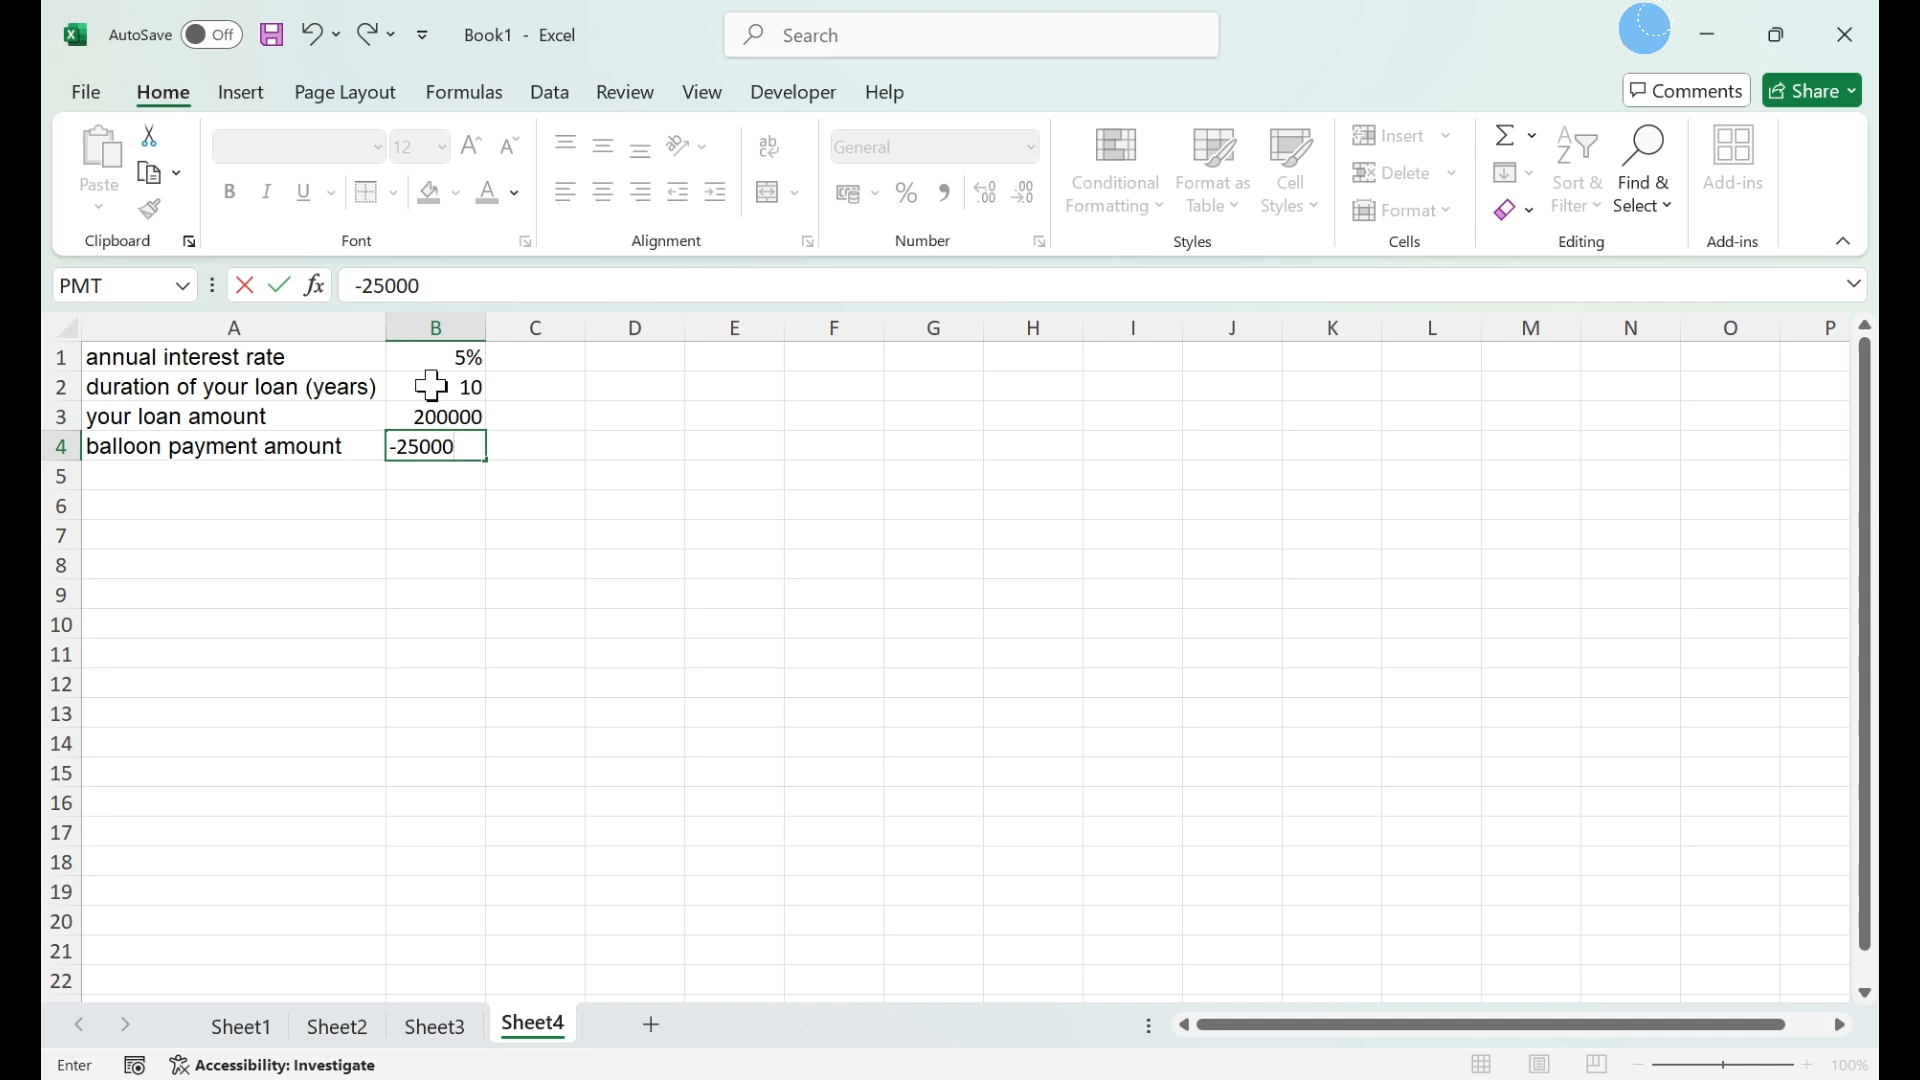 AutoSave Off Book1 - Excel Search
File Home Insert Page Layout Formulas Data Review View Developer Help Comments Share
Paste 12 B I U A ab General % Conditional Formatting Format as Table Cell Styles Insert Delete Format Sort & Filter Find & Select Add-ins
Clipboard Font Alignment Number Styles Cells Editing Add-ins
PMT fx -25000
A B C D E F G H I J K L M N O P
1 annual interest rate 5%
2 duration of your loan (years) 10
3 your loan amount 200000
4 balloon payment amount -25000
5
6
7
8
9
10
11
12
13
14
15
16
17
18
19
20
21
22
Sheet1 Sheet2 Sheet3 Sheet4
Enter Accessibility: Investigate 100%